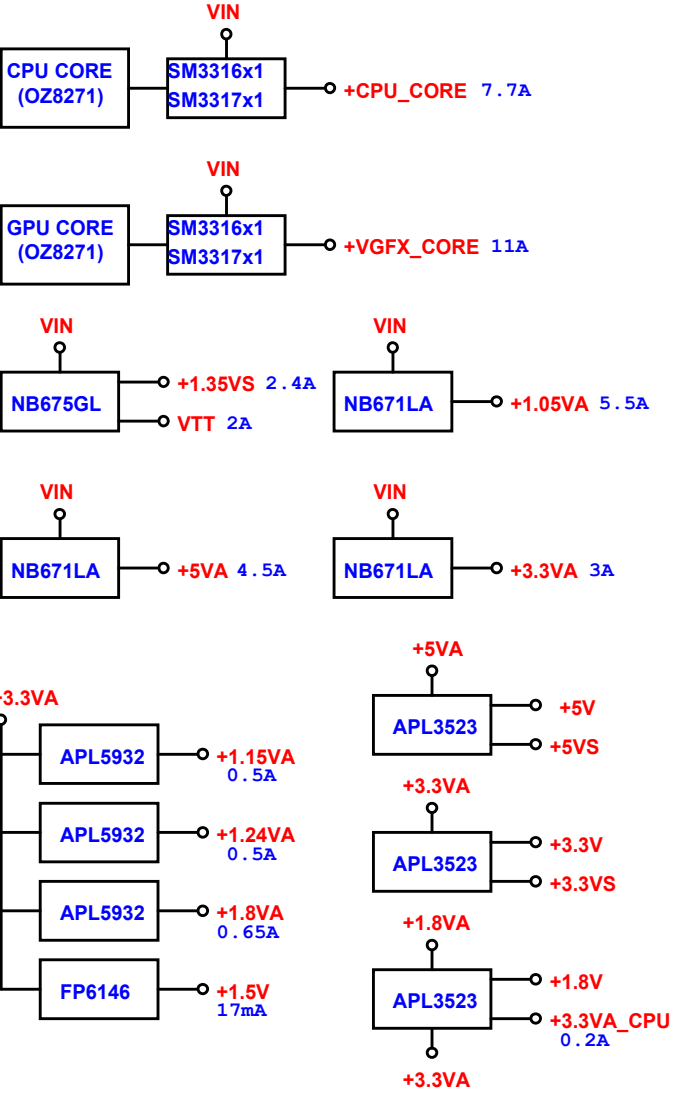 VIN
CPU CORE
(OZ8271)
SM3316x1
SM3317x1
+CPU_CORE 7.7A
VIN
GPU CORE
(OZ8271)
SM3316x1
SM3317x1
+VGFX_CORE 11A
VIN
NB675GL
+1.35VS 2.4A
VTT 2A
VIN
NB671LA
+1.05VA 5.5A
VIN
NB671LA
+5VA 4.5A
VIN
NB671LA
+3.3VA 3A
+3.3VA
APL5932
+1.15VA
0.5A
APL5932
+1.24VA
0.5A
APL5932
+1.8VA
0.65A
FP6146
+1.5V
17mA
+5VA
APL3523
+5V
+5VS
+3.3VA
APL3523
+3.3V
+3.3VS
+1.8VA
APL3523
+1.8V
+3.3VA_CPU
0.2A
+3.3VA